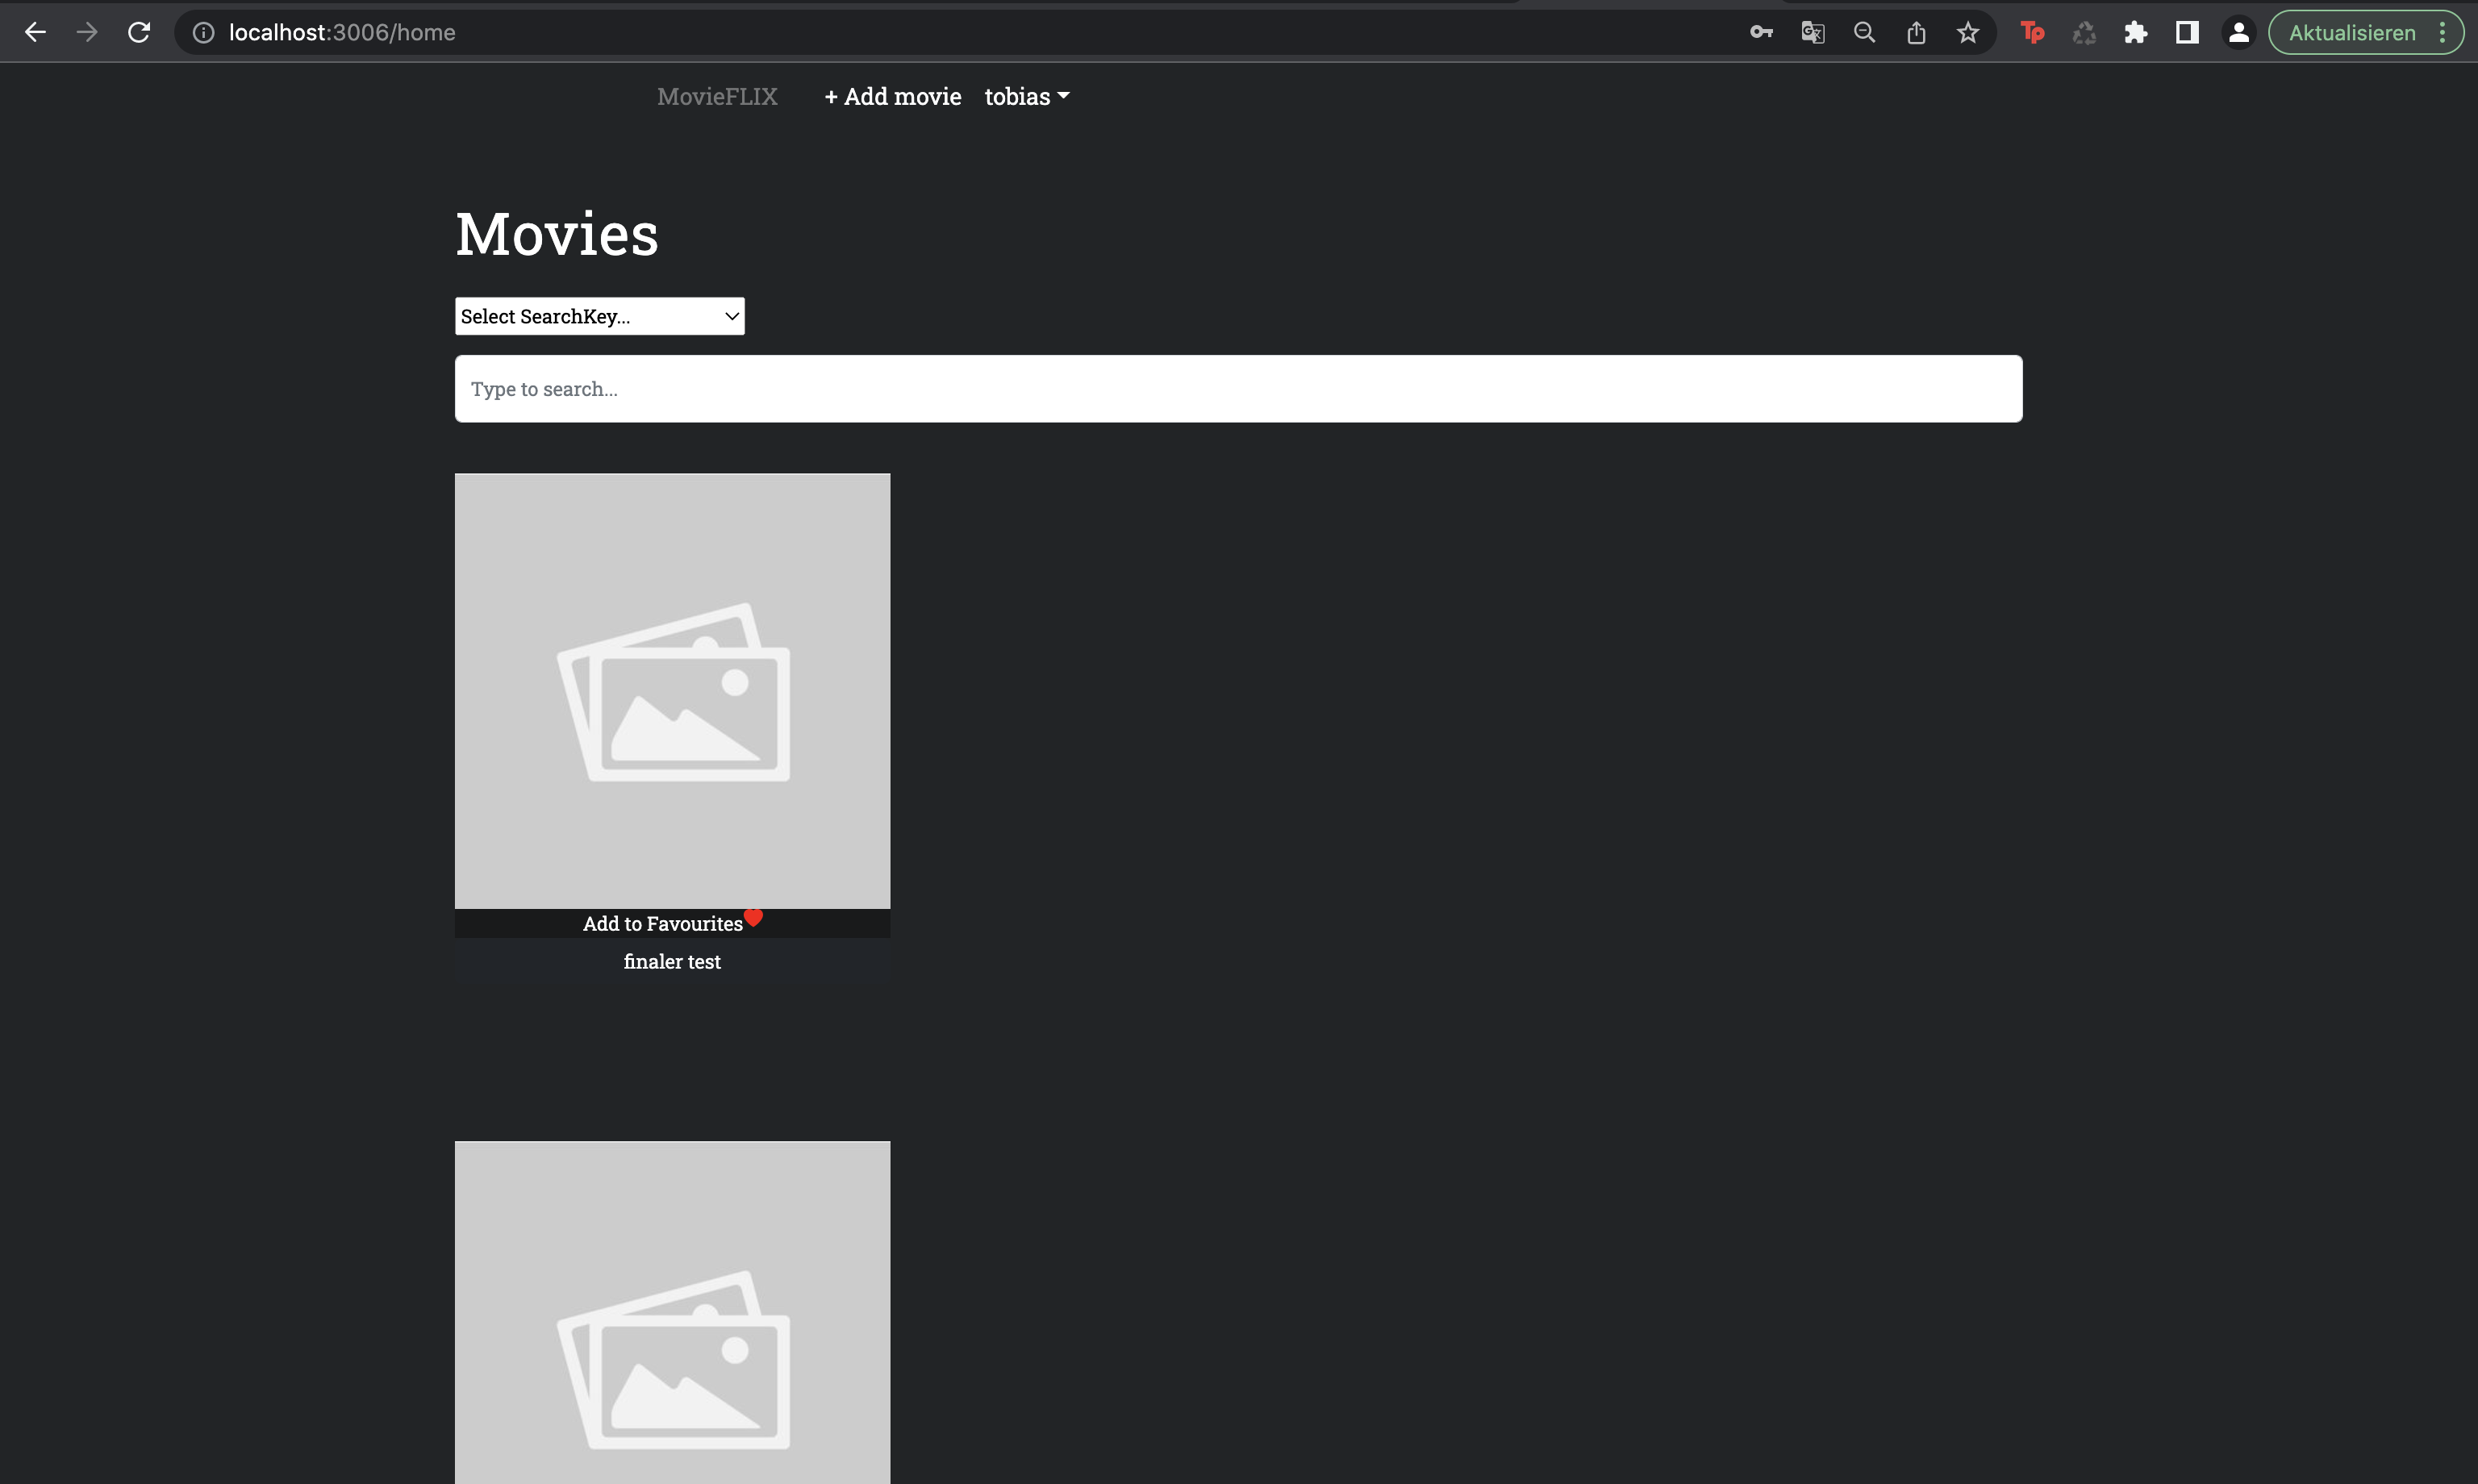 localhost:3006/home
Aktualisieren
MovieFLIX + Add movie tobias
Movies
Select SearchKey...
Type to search...
Add to Favourites
finaler test